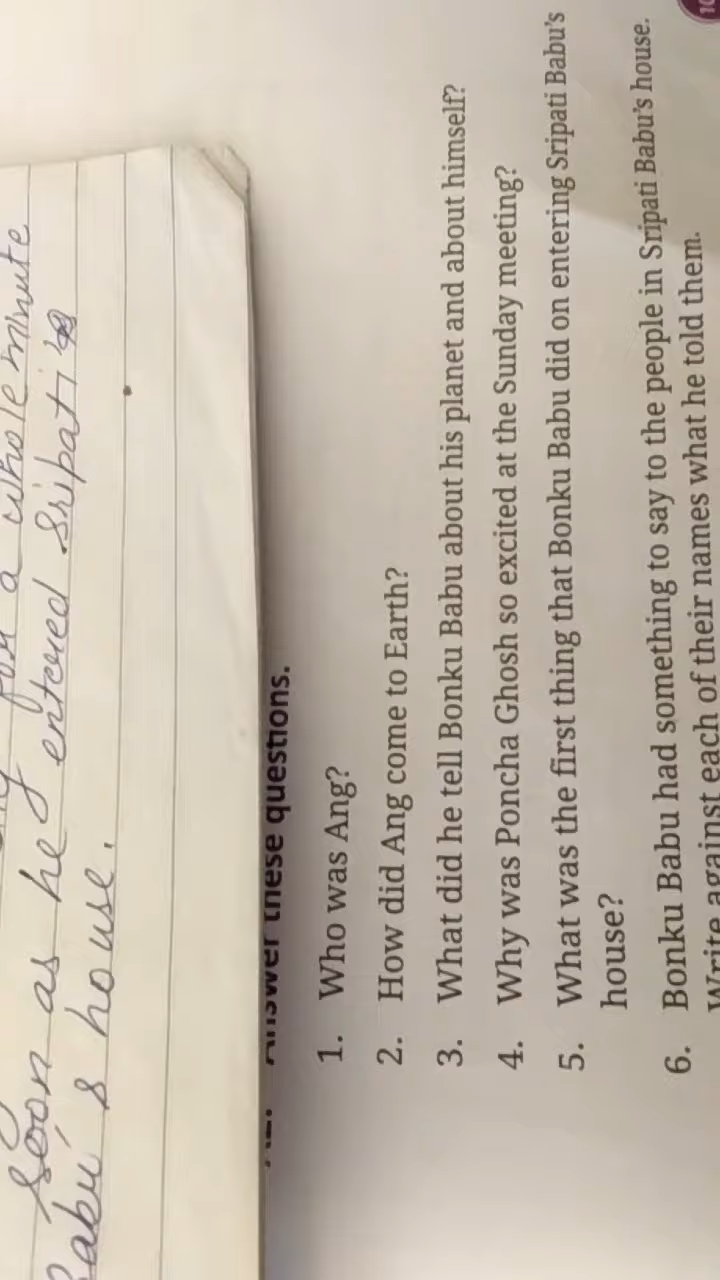 a whole minute
soon as he entered Sripati
Babu's house.
Answer these questions.
1. Who was Ang?
2. How did Ang come to Earth?
3. What did he tell Bonku Babu about his planet and about himself?
4. Why was Poncha Ghosh so excited at the Sunday meeting?
5. What was the first thing that Bonku Babu did on entering Sripati Babu's
house?
6. Bonku Babu had something to say to the people in Sripati Babu's house.
Write against each of their names what he told them.
10